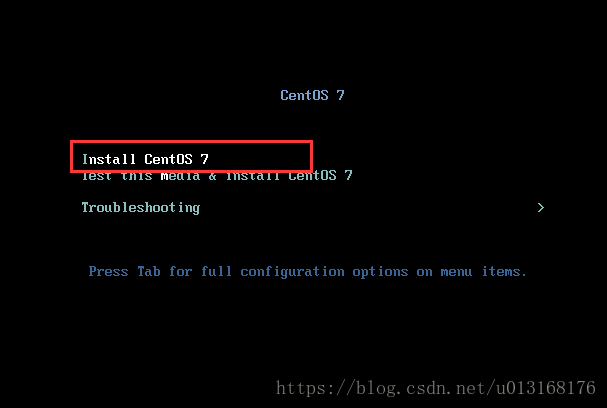 CentOS 7
Install CentOS 7
Test this media & install CentOS 7
Troubleshooting >
Press Tab for full configuration options on menu items.
https://blog.csdn.net/u013168176